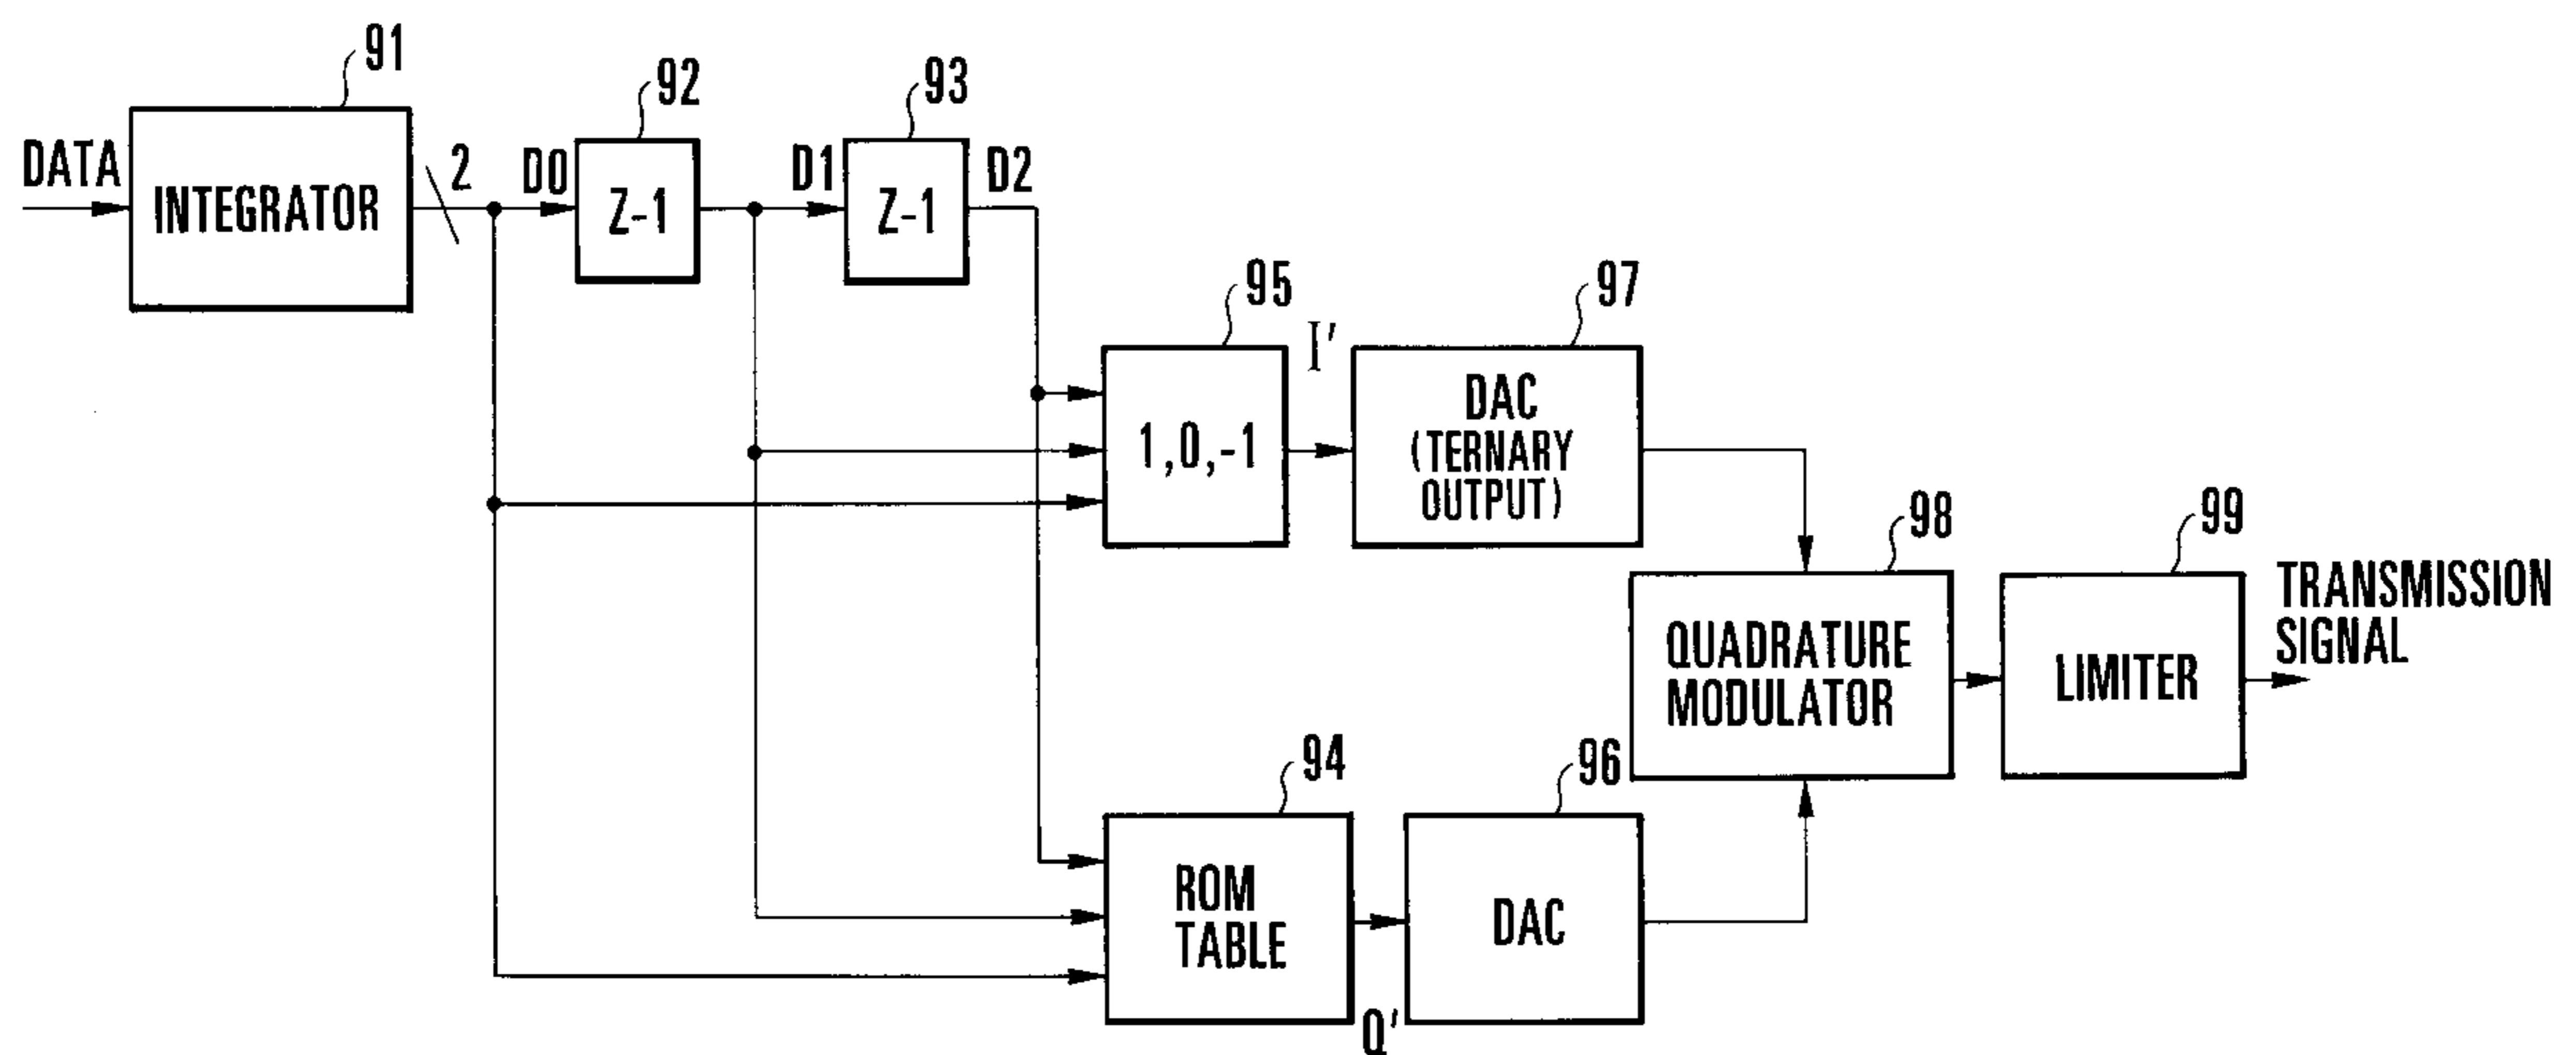 91
92
93
DATA
INTEGRATOR
2
D0
Z-1
D1
Z-1
D2
95
I'
97
1,0,-1
DAC
(TERNARY
OUTPUT)
98
99
QUADRATURE
MODULATOR
LIMITER
TRANSMISSION
SIGNAL
94
96
ROM
TABLE
Q'
DAC